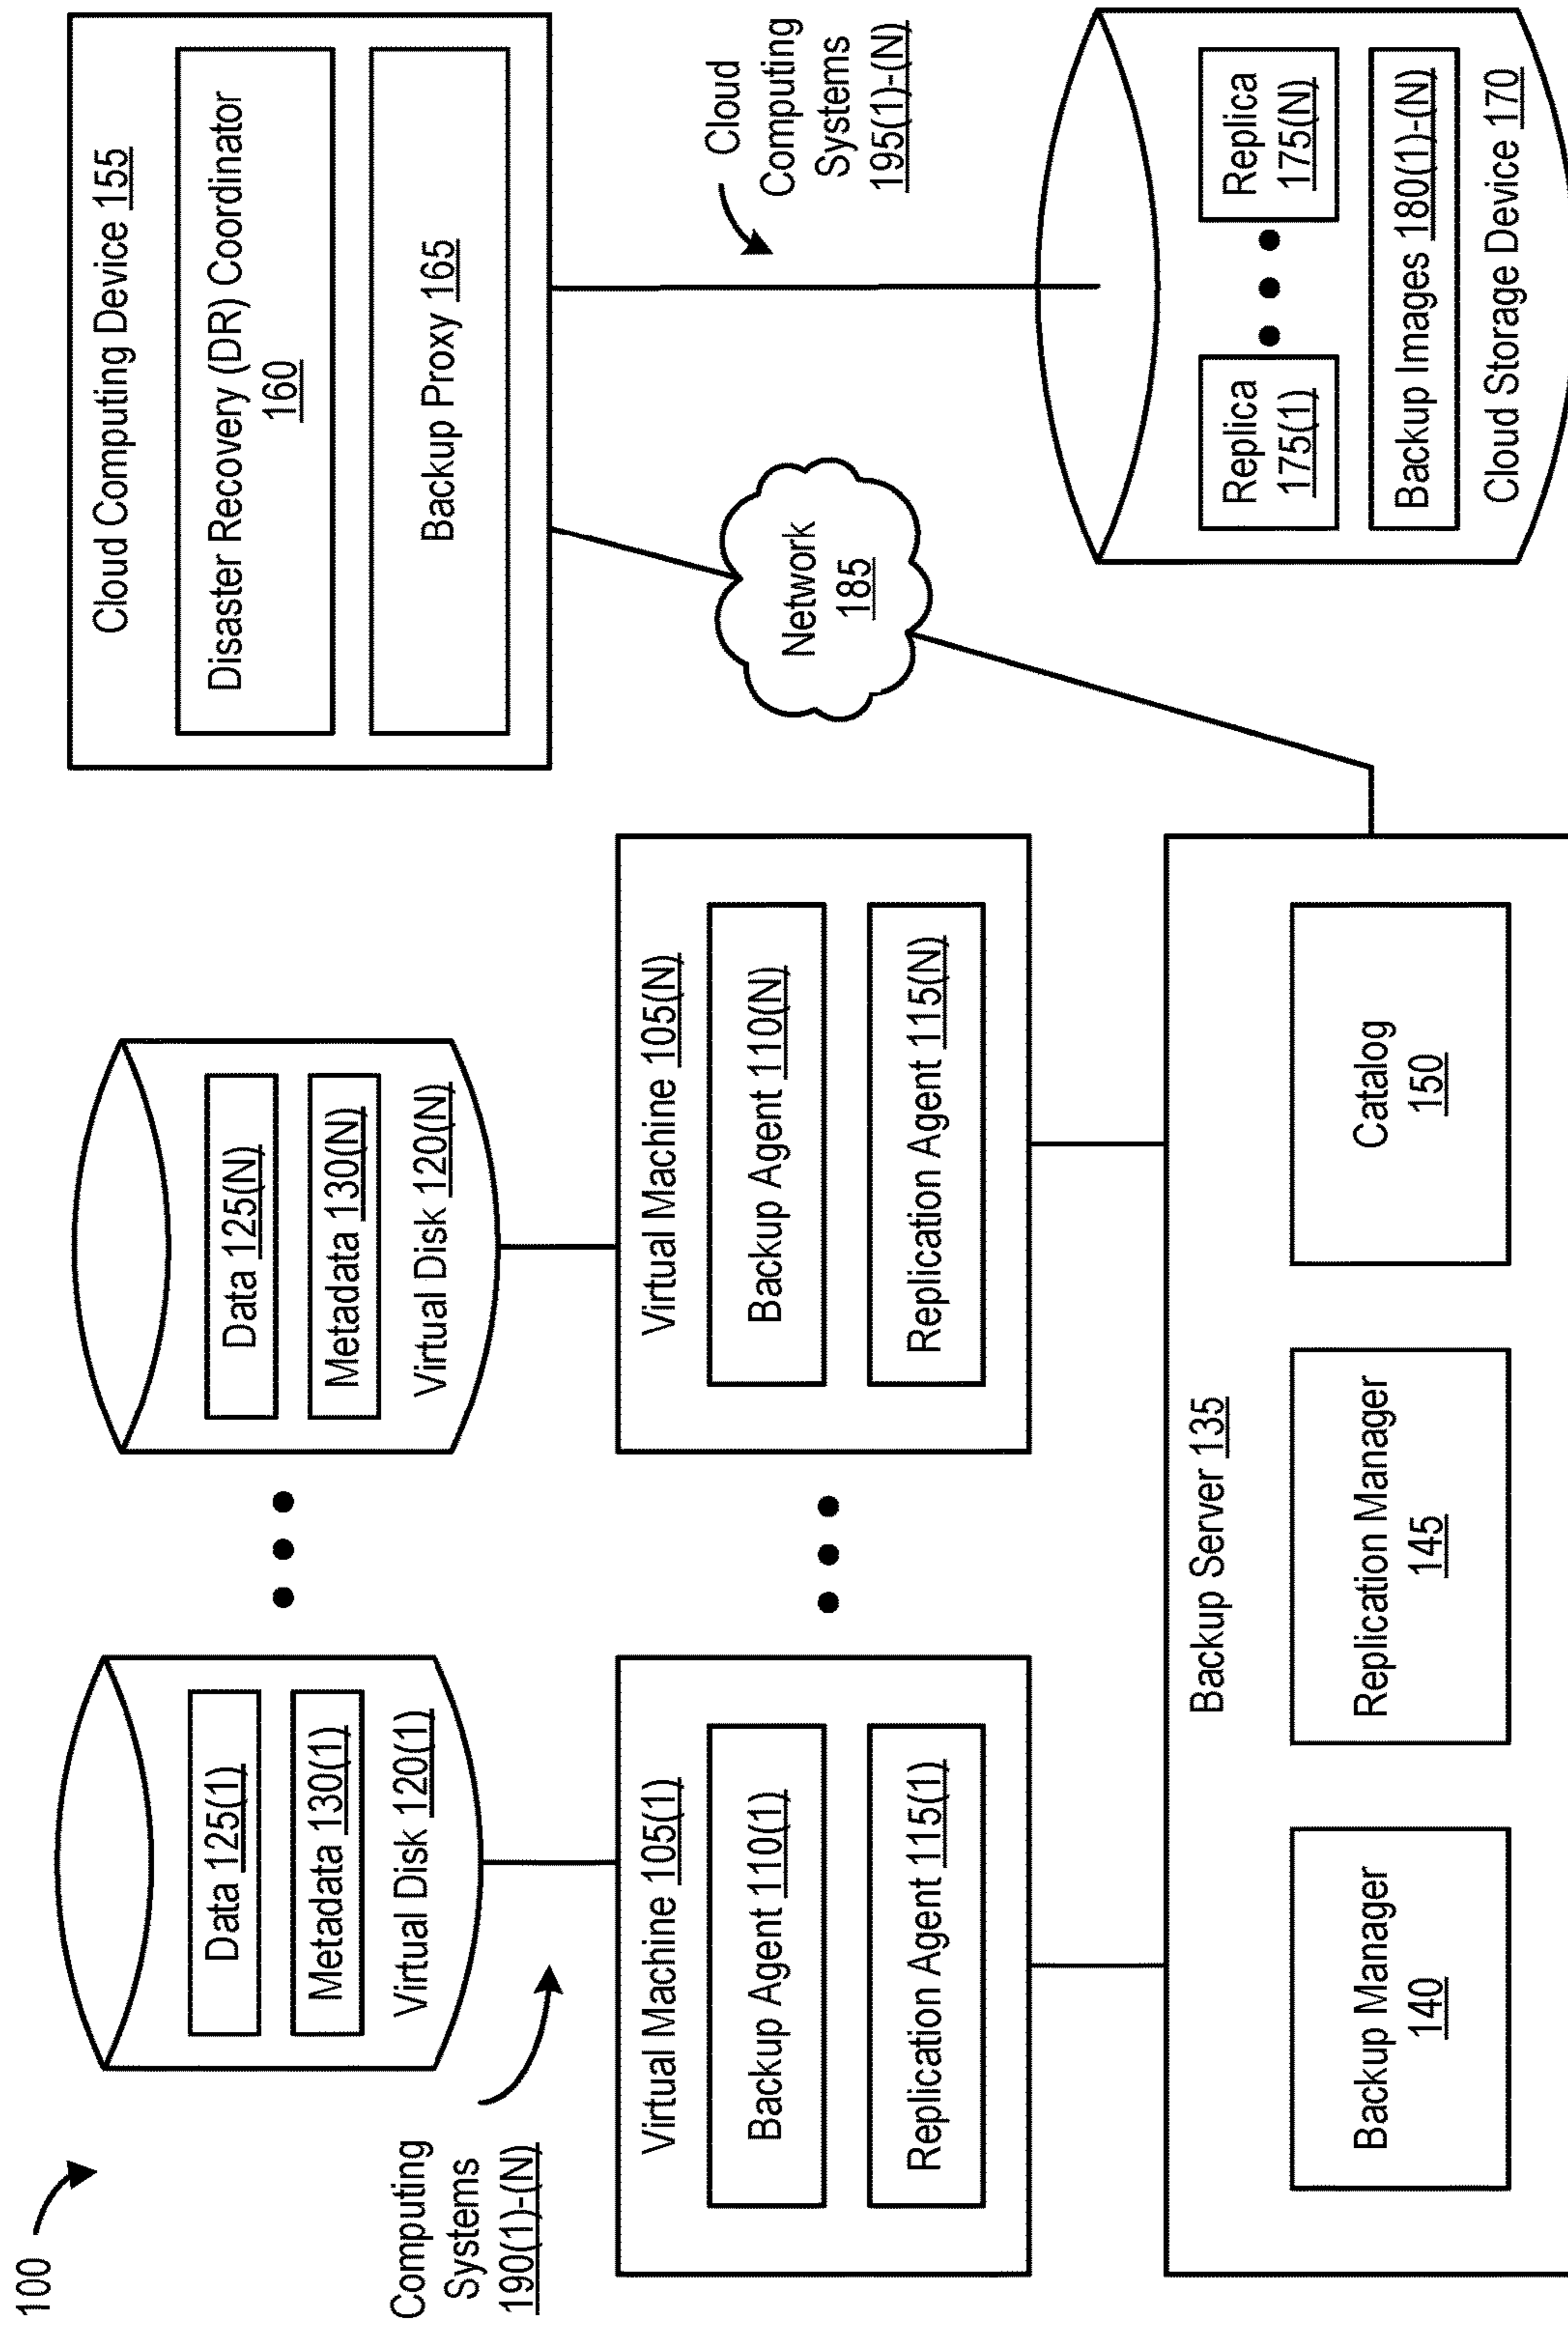 100
Computing
Systems
190(1)-(N)
Data 125(1)
Metadata 130(1)
Virtual Disk 120(1)
Data 125(N)
Metadata 130(N)
Virtual Disk 120(N)
Virtual Machine 105(1)
Backup Agent 110(1)
Replication Agent 115(1)
Virtual Machine 105(N)
Backup Agent 110(N)
Replication Agent 115(N)
Backup Server 135
Backup Manager
140
Replication Manager
145
Catalog
150
Cloud Computing Device 155
Disaster Recovery (DR) Coordinator
160
Backup Proxy 165
Network
185
Cloud
Computing
Systems
195(1)-(N)
Replica
175(1)
Replica
175(N)
Backup Images 180(1)-(N)
Cloud Storage Device 170